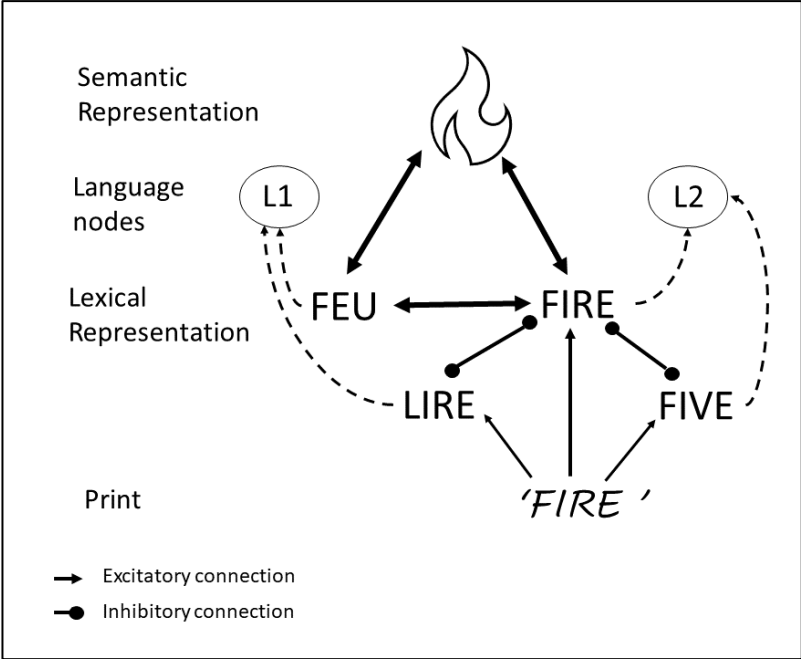 Semantic
Representation
Language
nodes
L1
L2
Lexical
Representation
FEU
FIRE
LIRE
FIVE
Print
'FIRE '
Excitatory connection
Inhibitory connection